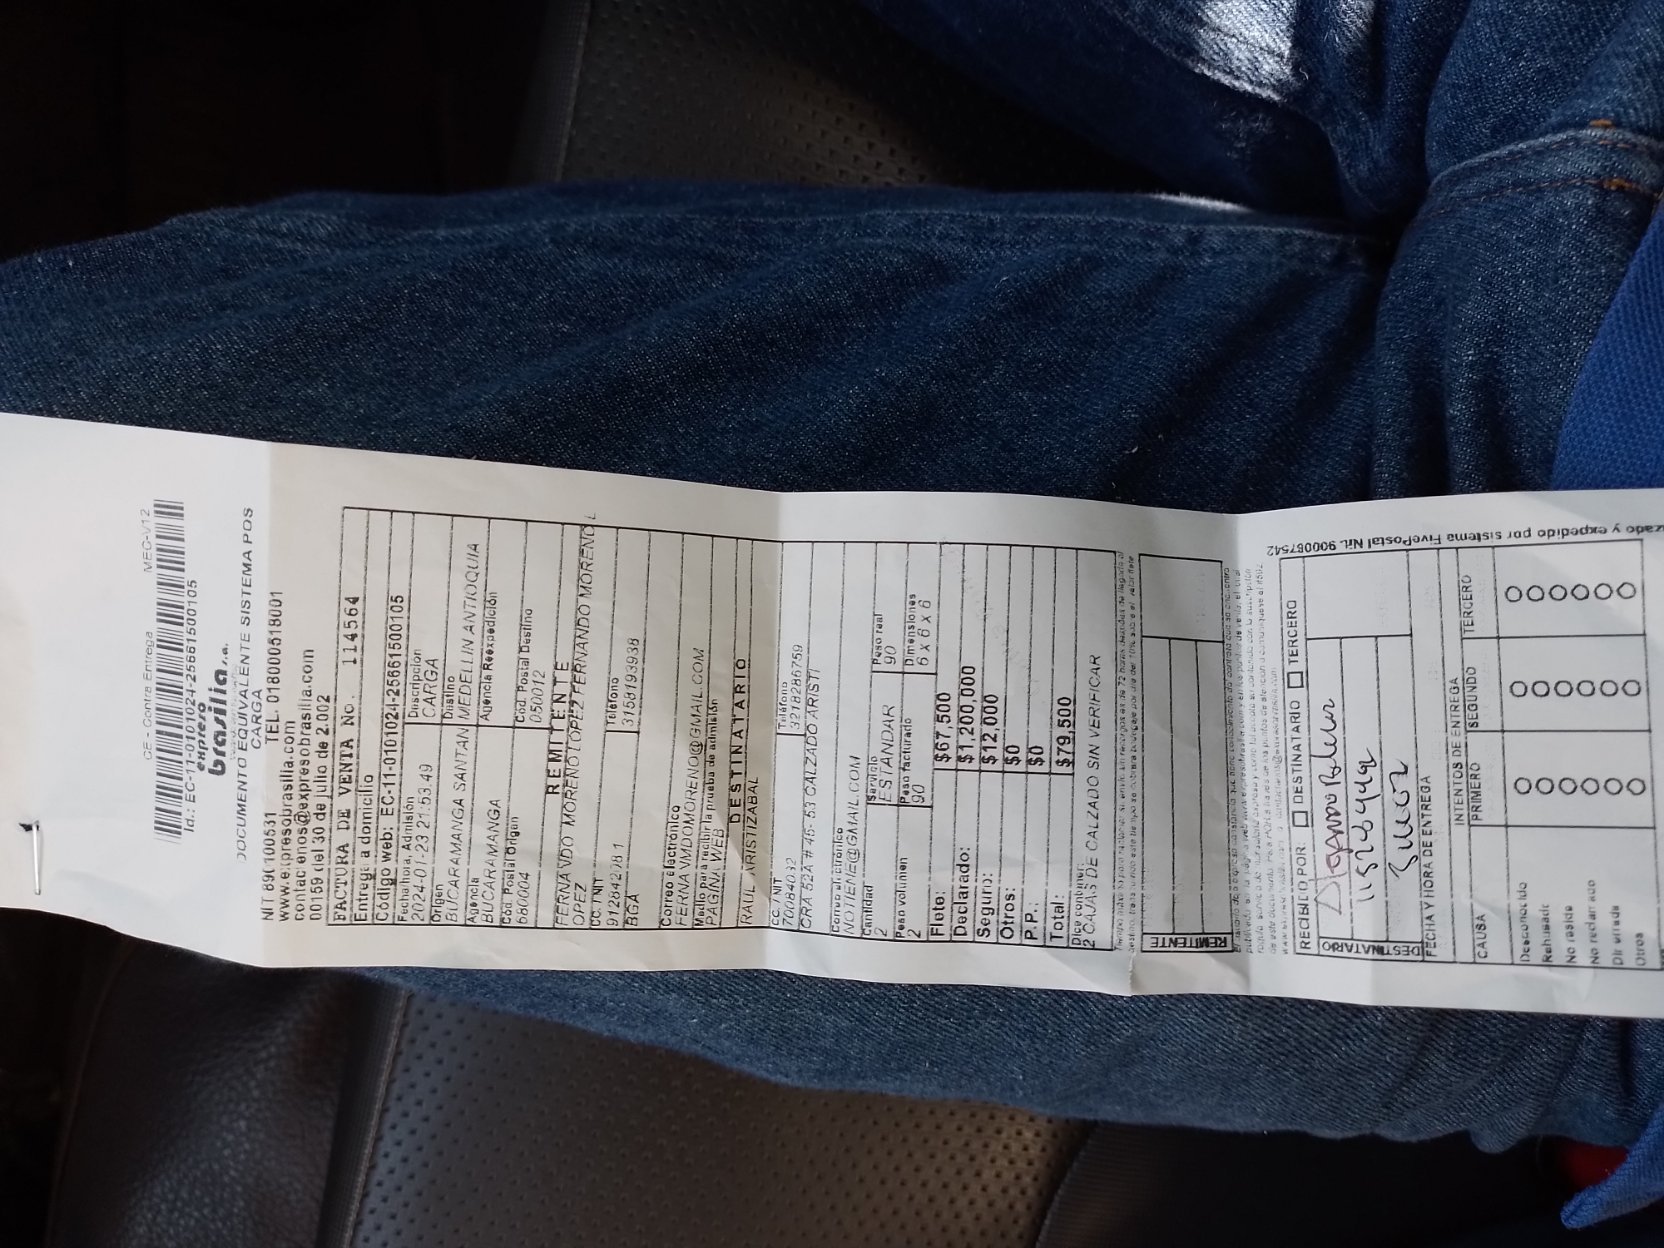 CE - Contra Entrega MEC-V12
Id.: EC-11-0101024-25661500105
expreso
brasilia s.a.
DOCUMENTO EQUIVALENTE SISTEMA POS
CARGA
NIT 890100531 TEL. 018000518001
www.expresobrasilia.com
contactenos@expresobrasilia.com
00159 del 30 de julio de 2.002
FACTURA DE VENTA No. 114564
Entrega: a domicilio
Código web: EC-11-0101024-25661500105
Fecha/hora, Admisión Descripción
2024-01-23 21:53:49 CARGA
Origen Destino
BUCARAMANGA SANTAN MEDELLIN ANTIOQUIA
Agencia Agencia Reexpedición
BUCARAMANGA
Cód. Postal Origen Cód. Postal Destino
680004 050012
REMITENTE
FERNANDO MORENO LOPEZ FERNANDO MORENO L
OPEZ
CC. / NIT Teléfono
91284278 1 3158193938
BGA
Correo electrónico
FERNANMDOMORENO@GMAIL.COM
Medio para recibir la prueba de admisión
PAGINA WEB
DESTINATARIO
RAUL ARISTIZABAL
CC. / NIT Teléfono
70084032 3218286759
CRA 52A # 45- 53 CALZADO ARISTI
Correo electrónico
NOTIENE@GMAIL.COM
Cantidad Servicio Peso real
2 ESTANDAR 90
Peso volumen Peso facturado Dimensiones
2 90 6 x 6 x 6
Flete: $67,500
Declarado: $1,200,000
Seguro: $12,000
Otros: $0
P.P.: $0
Total: $79,500
Dice contener:
2 CAJAS DE CALZADO SIN VERIFICAR
REMITENTE
RECIBIDO POR DESTINATARIO TERCERO
DESTINATARIO
FECHA Y HORA DE ENTREGA
INTENTOS DE ENTREGA
CAUSA PRIMERO SEGUNDO TERCERO
Desconocido
Rehusado
No reside
No reclamado
Dir errada
Otros
zado y expedido por sistema FivePostal Nit. 900087542